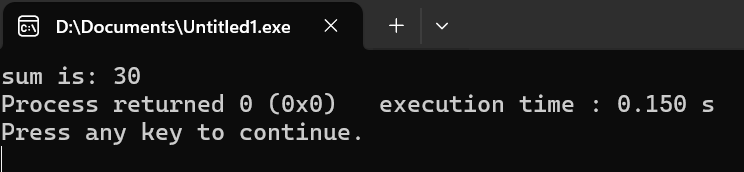 D:\Documents\Untitled1.exe
sum is: 30
Process returned 0 (0x0)   execution time : 0.150 s
Press any key to continue.